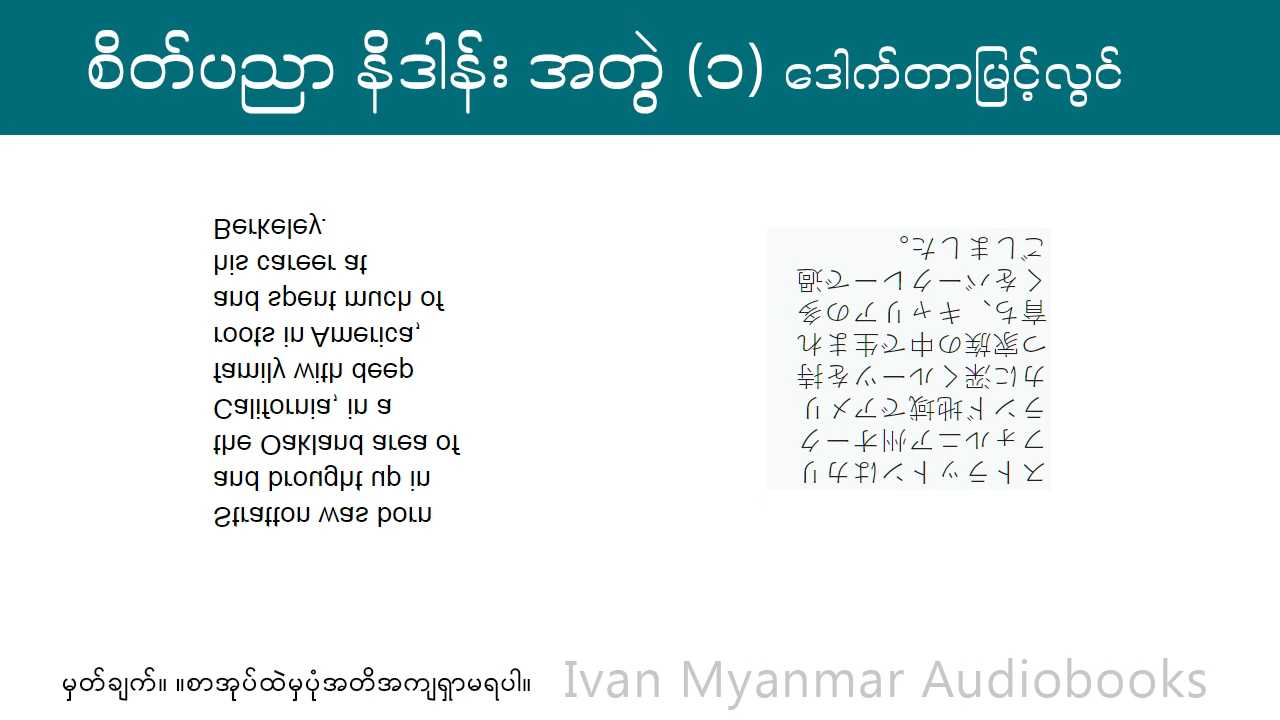 စိတ်ပညာ နိဒါန်း အတွဲ (၁) ဒေါက်တာမြင့်လွင်
Stratton was born
and brought up in
the Oakland area of
California, in a
family with deep
roots in America,
and spent much of
his career at
Berkeley.
ストラットンはカリ
フォルニア州オーク
ランド地域でアメリ
カに深くルーツを持
つ家族の中で生まれ
育ち、キャリアの多
くをバークレーで過
ごしました。
မှတ်ချက်။ ။စာအုပ်ထဲမှပုံအတိအကျရှာမရပါ။
Ivan Myanmar Audiobooks